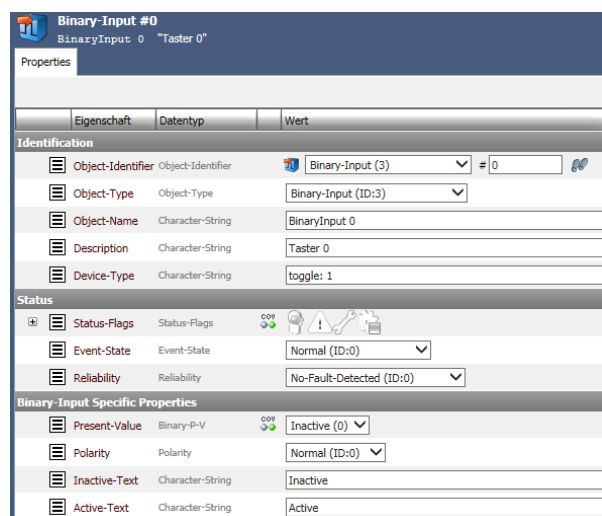 Binary-Input #0
BinaryInput 0 "Taster 0"
Properties
Eigenschaft Datentyp Wert
Identification
Object-Identifier Object-Identifier Binary-Input (3) # 0
Object-Type Object-Type Binary-Input (ID:3)
Object-Name Character-String BinaryInput 0
Description Character-String Taster 0
Device-Type Character-String toggle: 1
Status
Status-Flags Status-Flags COV
Event-State Event-State Normal (ID:0)
Reliability Reliability No-Fault-Detected (ID:0)
Binary-Input Specific Properties
Present-Value Binary-P-V COV Inactive (0)
Polarity Polarity Normal (ID:0)
Inactive-Text Character-String Inactive
Active-Text Character-String Active